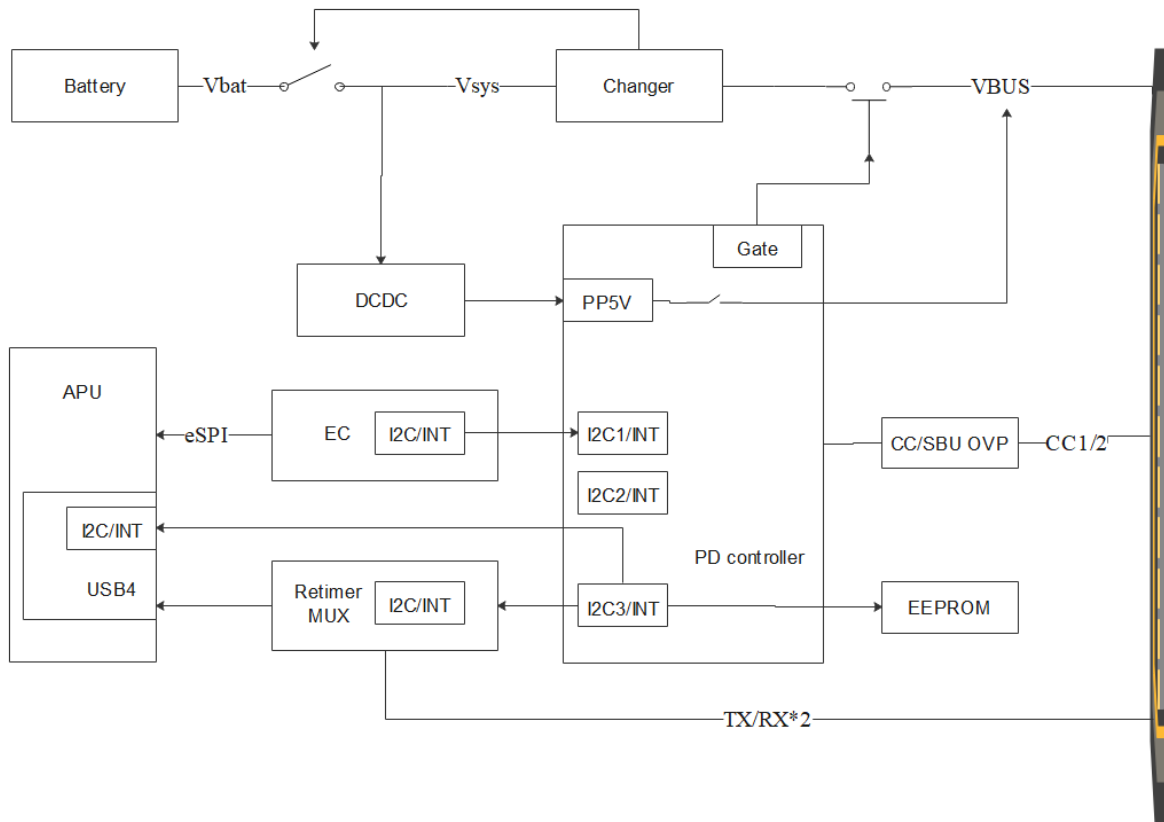 Battery
Vbat
Vsys
Changer
VBUS
Gate
DCDC
PP5V
APU
eSPI
EC
I2C/INT
I2C1/INT
CC/SBU OVP
CC1/2
I2C2/INT
I2C/INT
PD controller
USB4
Retimer
MUX
I2C/INT
I2C3/INT
EEPROM
TX/RX*2